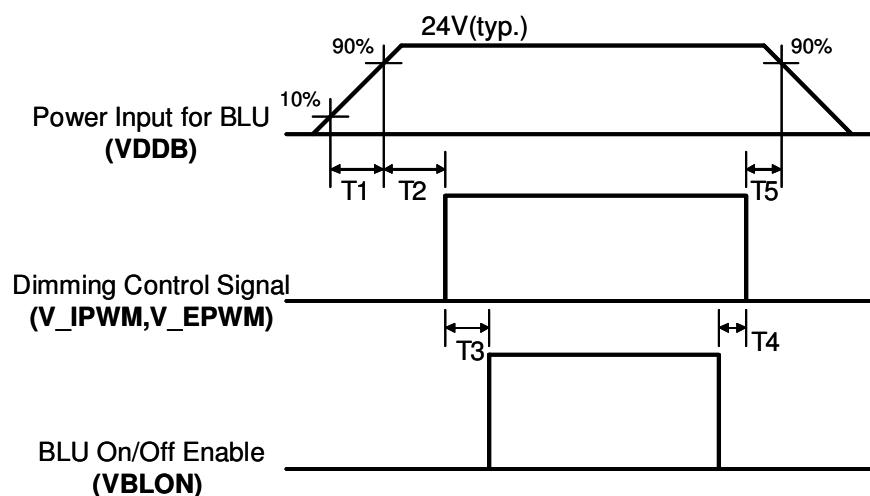 24V(typ.)
90%
90%
10%
Power Input for BLU
(VDDB)
T1
T2
T5
Dimming Control Signal
(V_IPWM,V_EPWM)
T3
T4
BLU On/Off Enable
(VBLON)